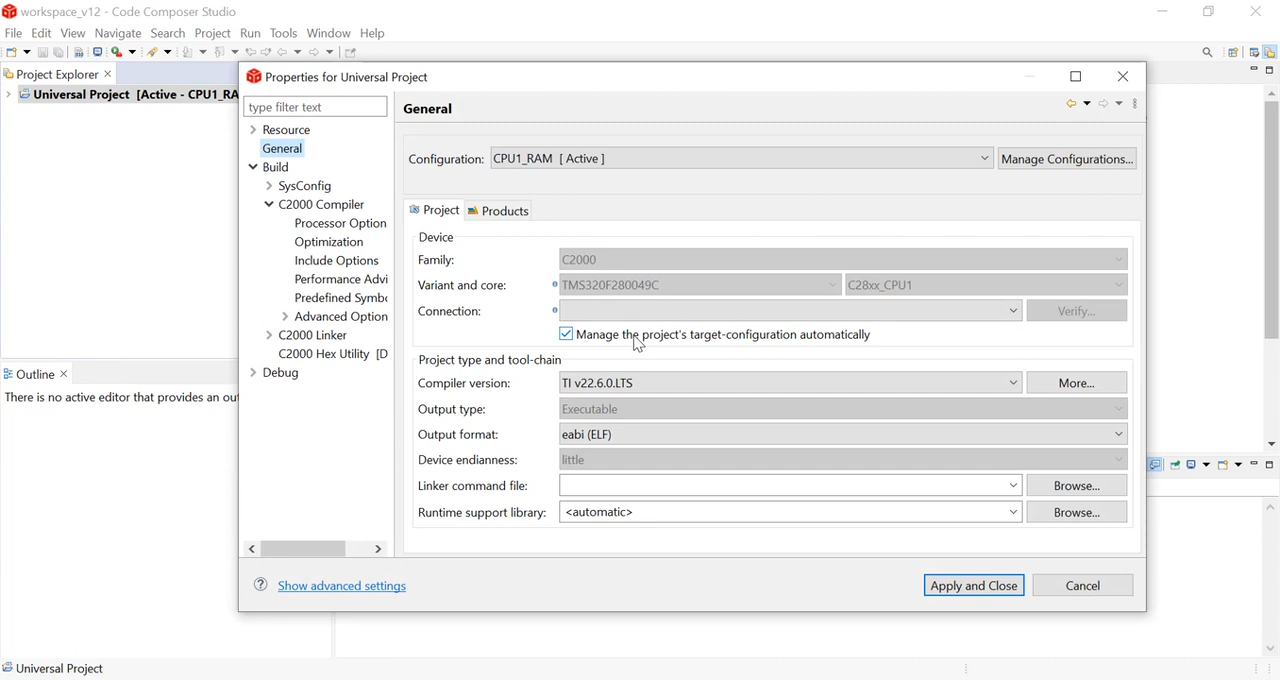 workspace_v12 - Code Composer Studio
File Edit View Navigate Search Project Run Tools Window Help
Project Explorer
Universal Project [Active - CPU1_RA
Properties for Universal Project
type filter text
General
Resource
General
Build
SysConfig
C2000 Compiler
Processor Option
Optimization
Include Options
Performance Advi
Predefined Symbo
Advanced Option
C2000 Linker
C2000 Hex Utility [D
Debug
Configuration: CPU1_RAM [ Active ] Manage Configurations...
Project Products
Device
Family: C2000
Variant and core: TMS320F280049C C28xx_CPU1
Connection: Verify...
Manage the project's target-configuration automatically
Project type and tool-chain
Compiler version: TI v22.6.0.LTS More...
Output type: Executable
Output format: eabi (ELF)
Device endianness: little
Linker command file: Browse...
Runtime support library: <automatic> Browse...
Show advanced settings
Apply and Close Cancel
Outline
There is no active editor that provides an out
Universal Project